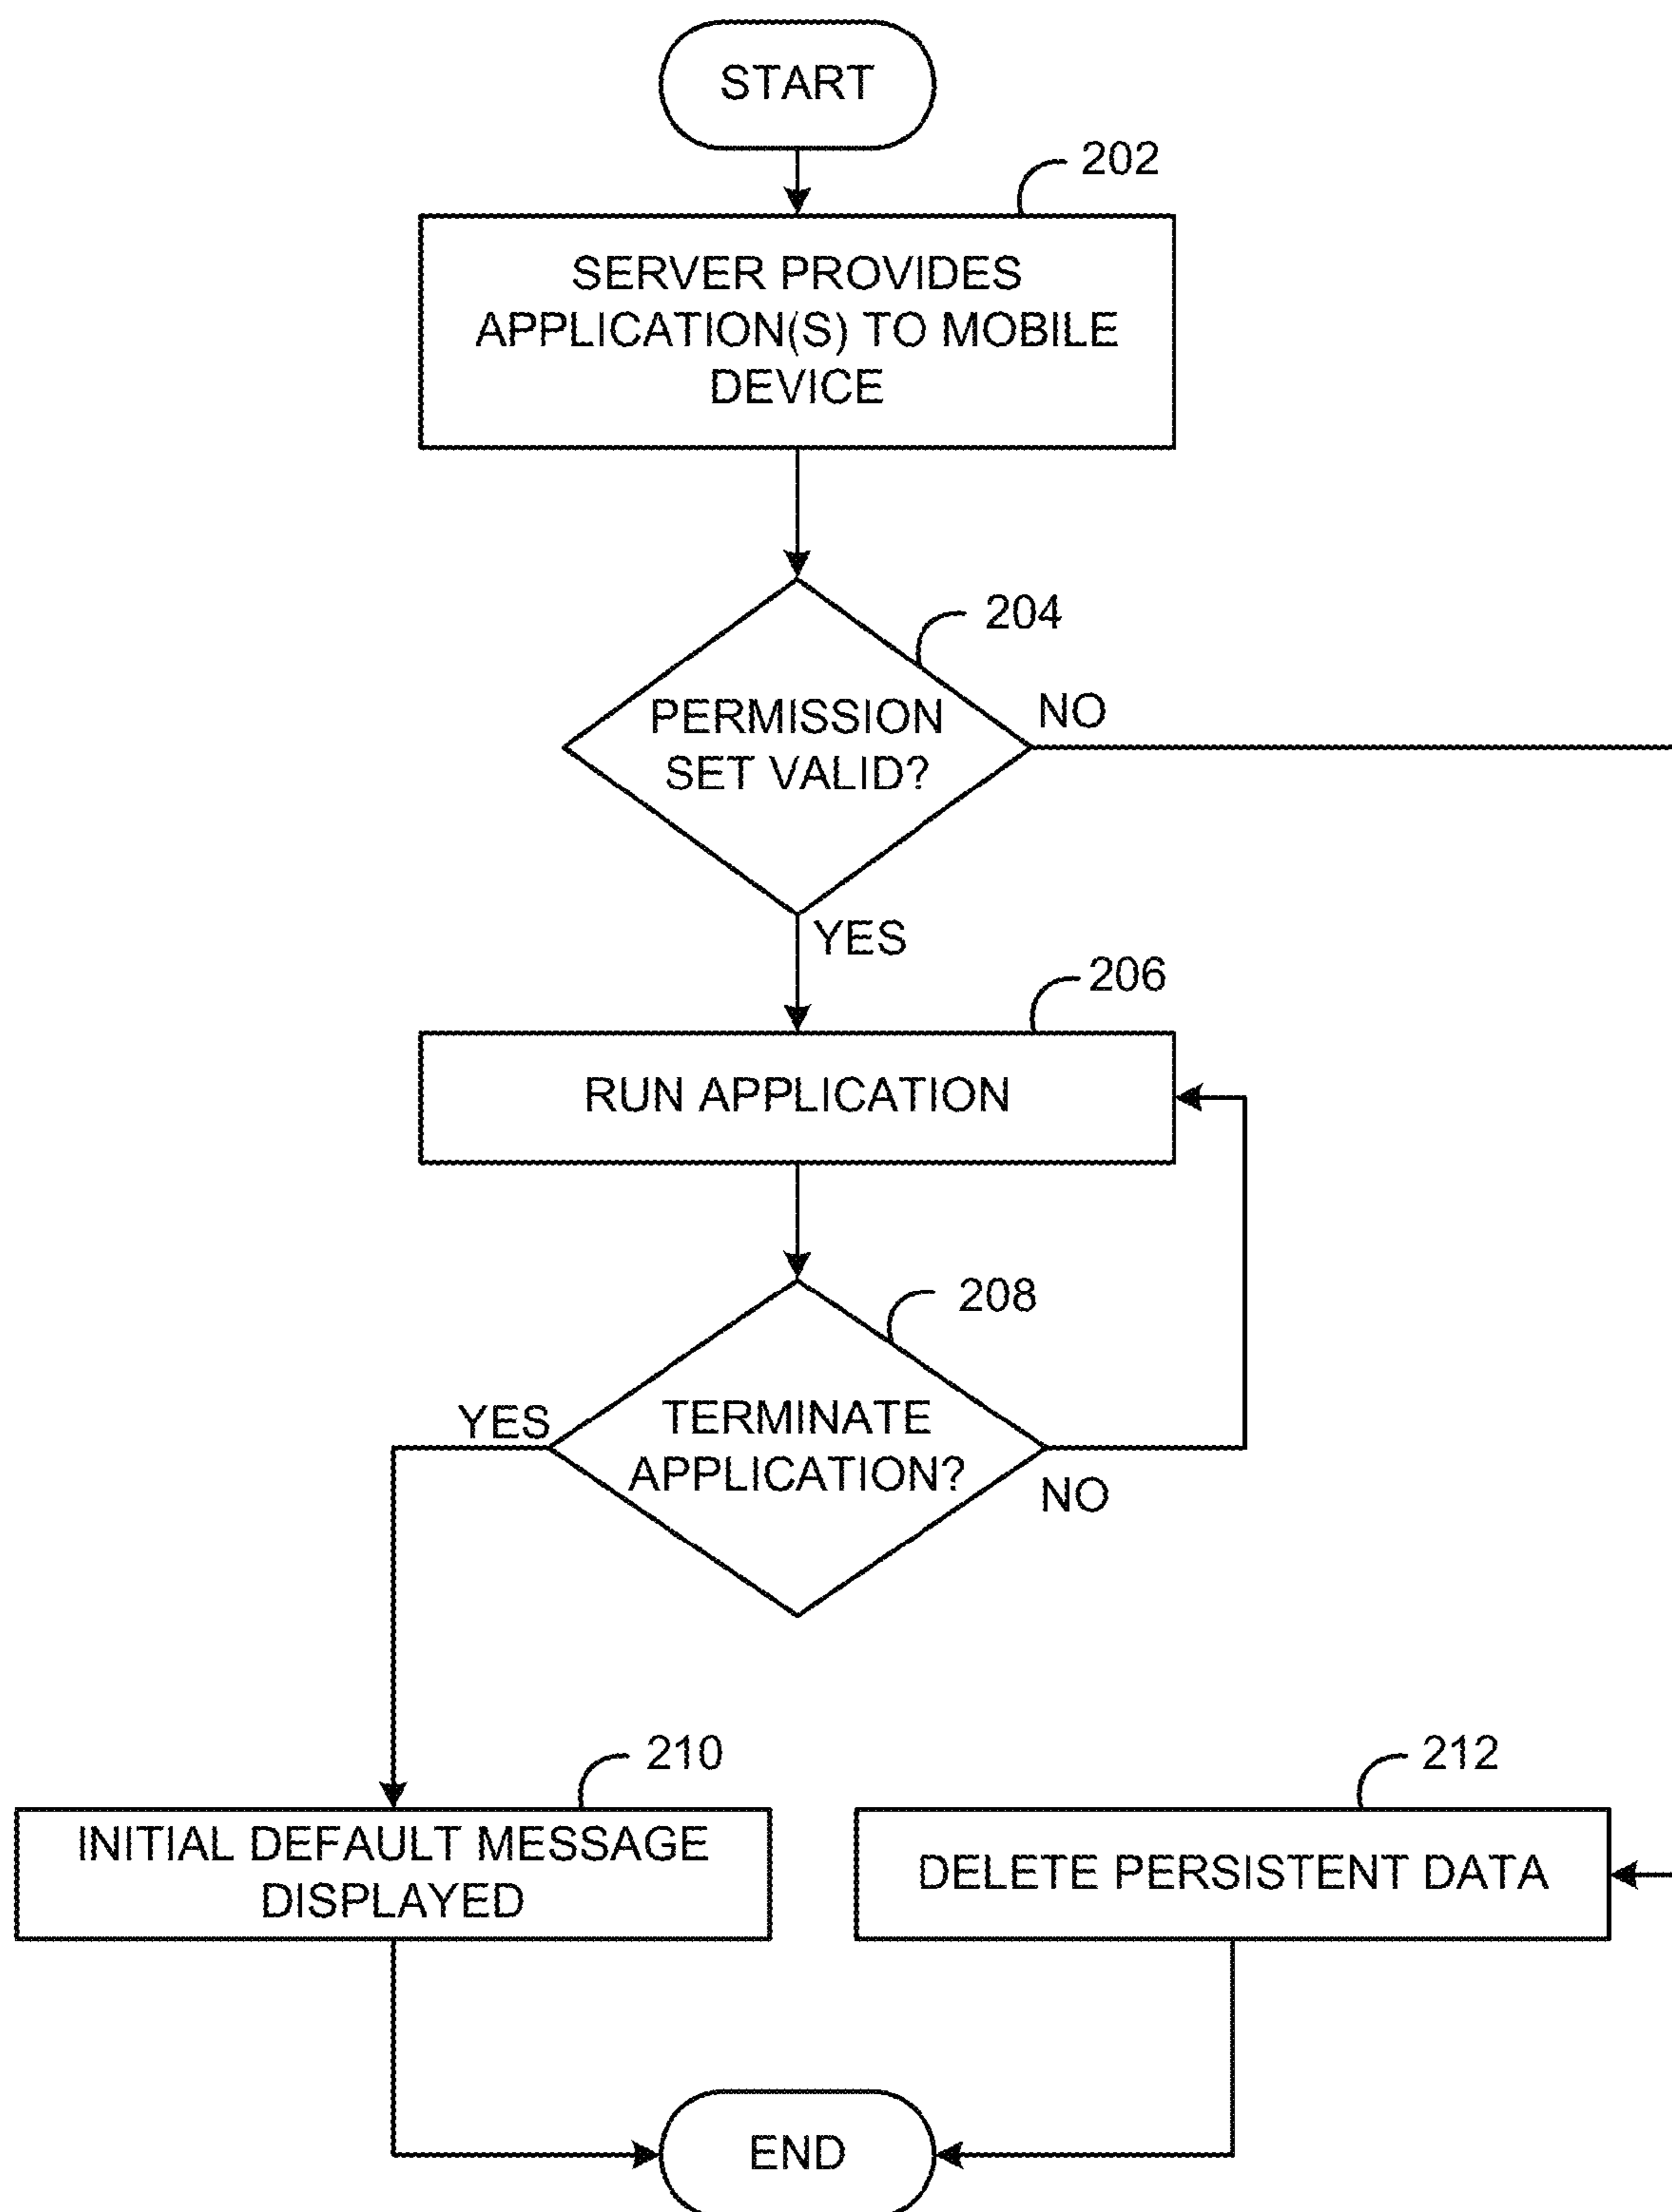 START
202
SERVER PROVIDES
APPLICATION(S) TO MOBILE
DEVICE
204
PERMISSION
SET VALID?
NO
YES
206
RUN APPLICATION
208
TERMINATE
APPLICATION?
YES
NO
210
INITIAL DEFAULT MESSAGE
DISPLAYED
212
DELETE PERSISTENT DATA
END